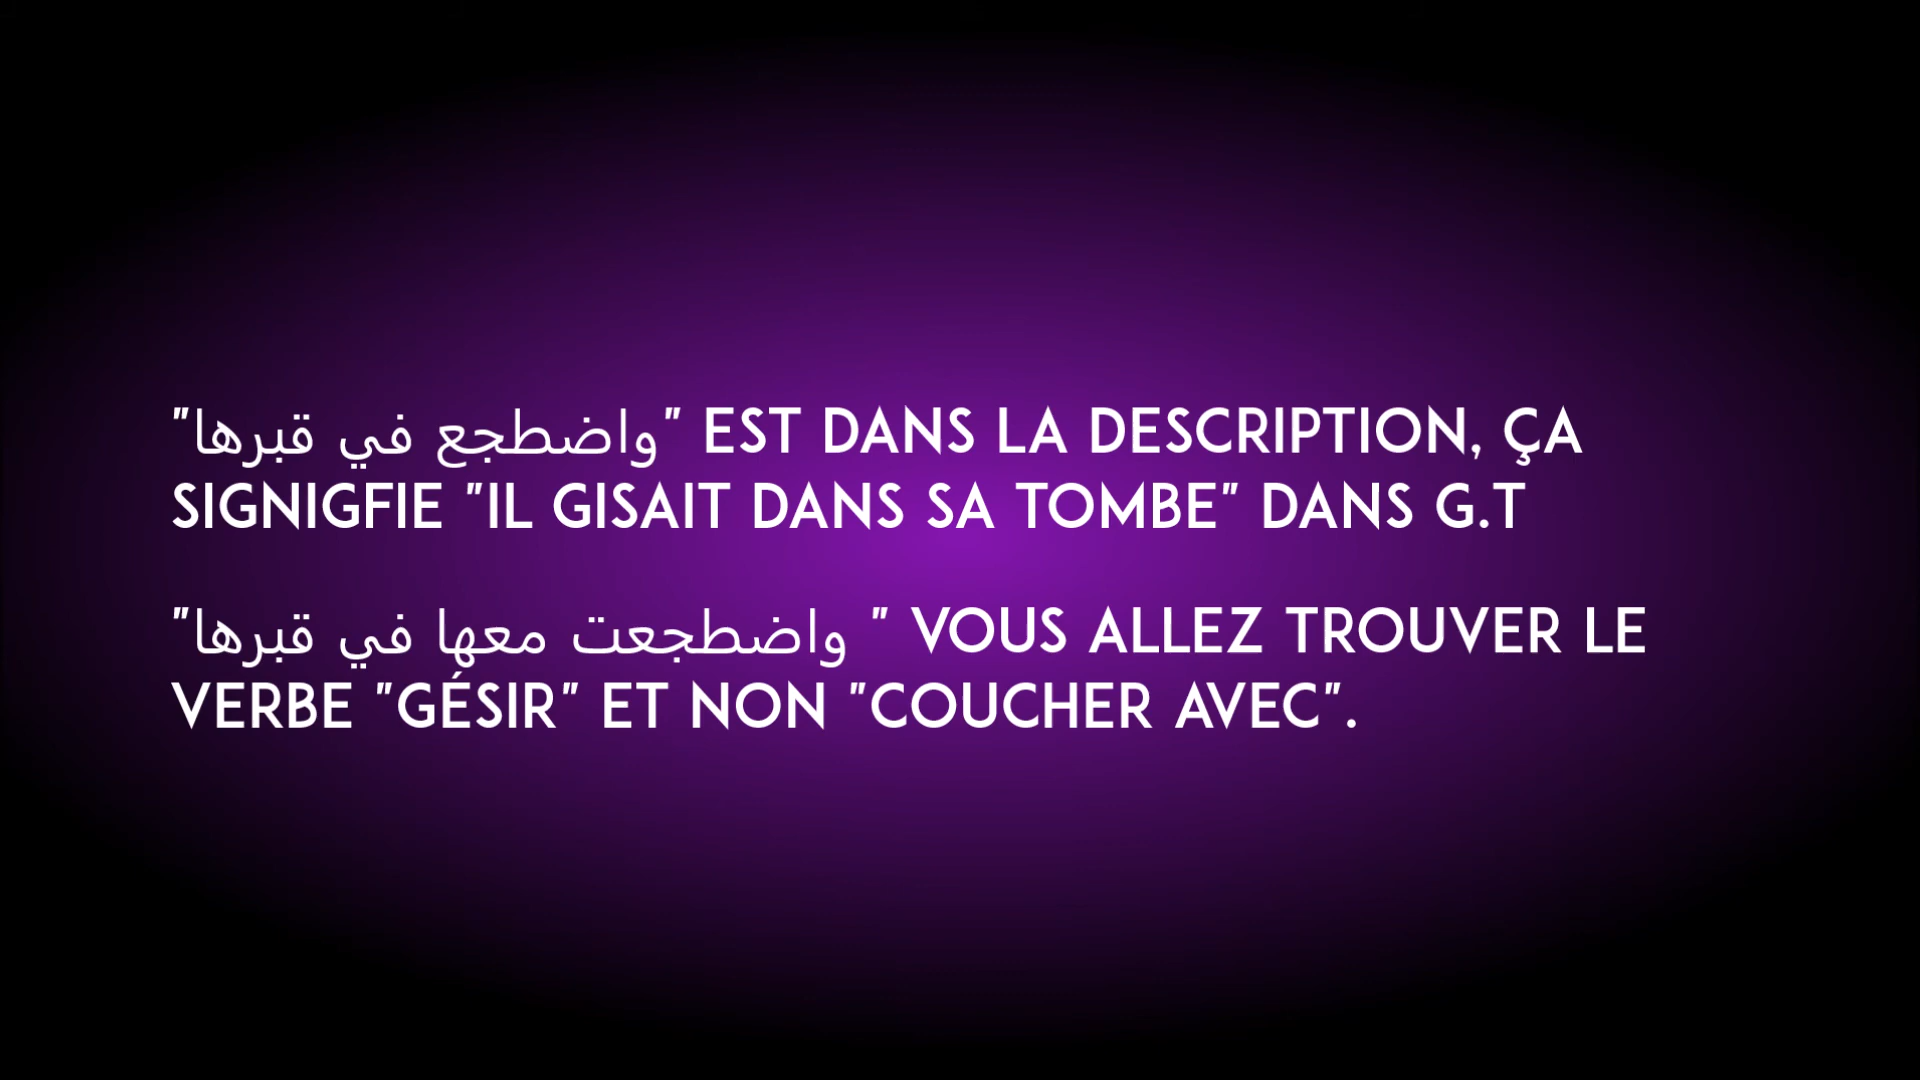 "واضطجع في قبرها" EST DANS LA DESCRIPTION, ÇA
SIGNIGFIE "IL GISAIT DANS SA TOMBE" DANS G.T
"واضطجعت معها في قبرها " VOUS ALLEZ TROUVER LE
VERBE "GÉSIR" ET NON "COUCHER AVEC".